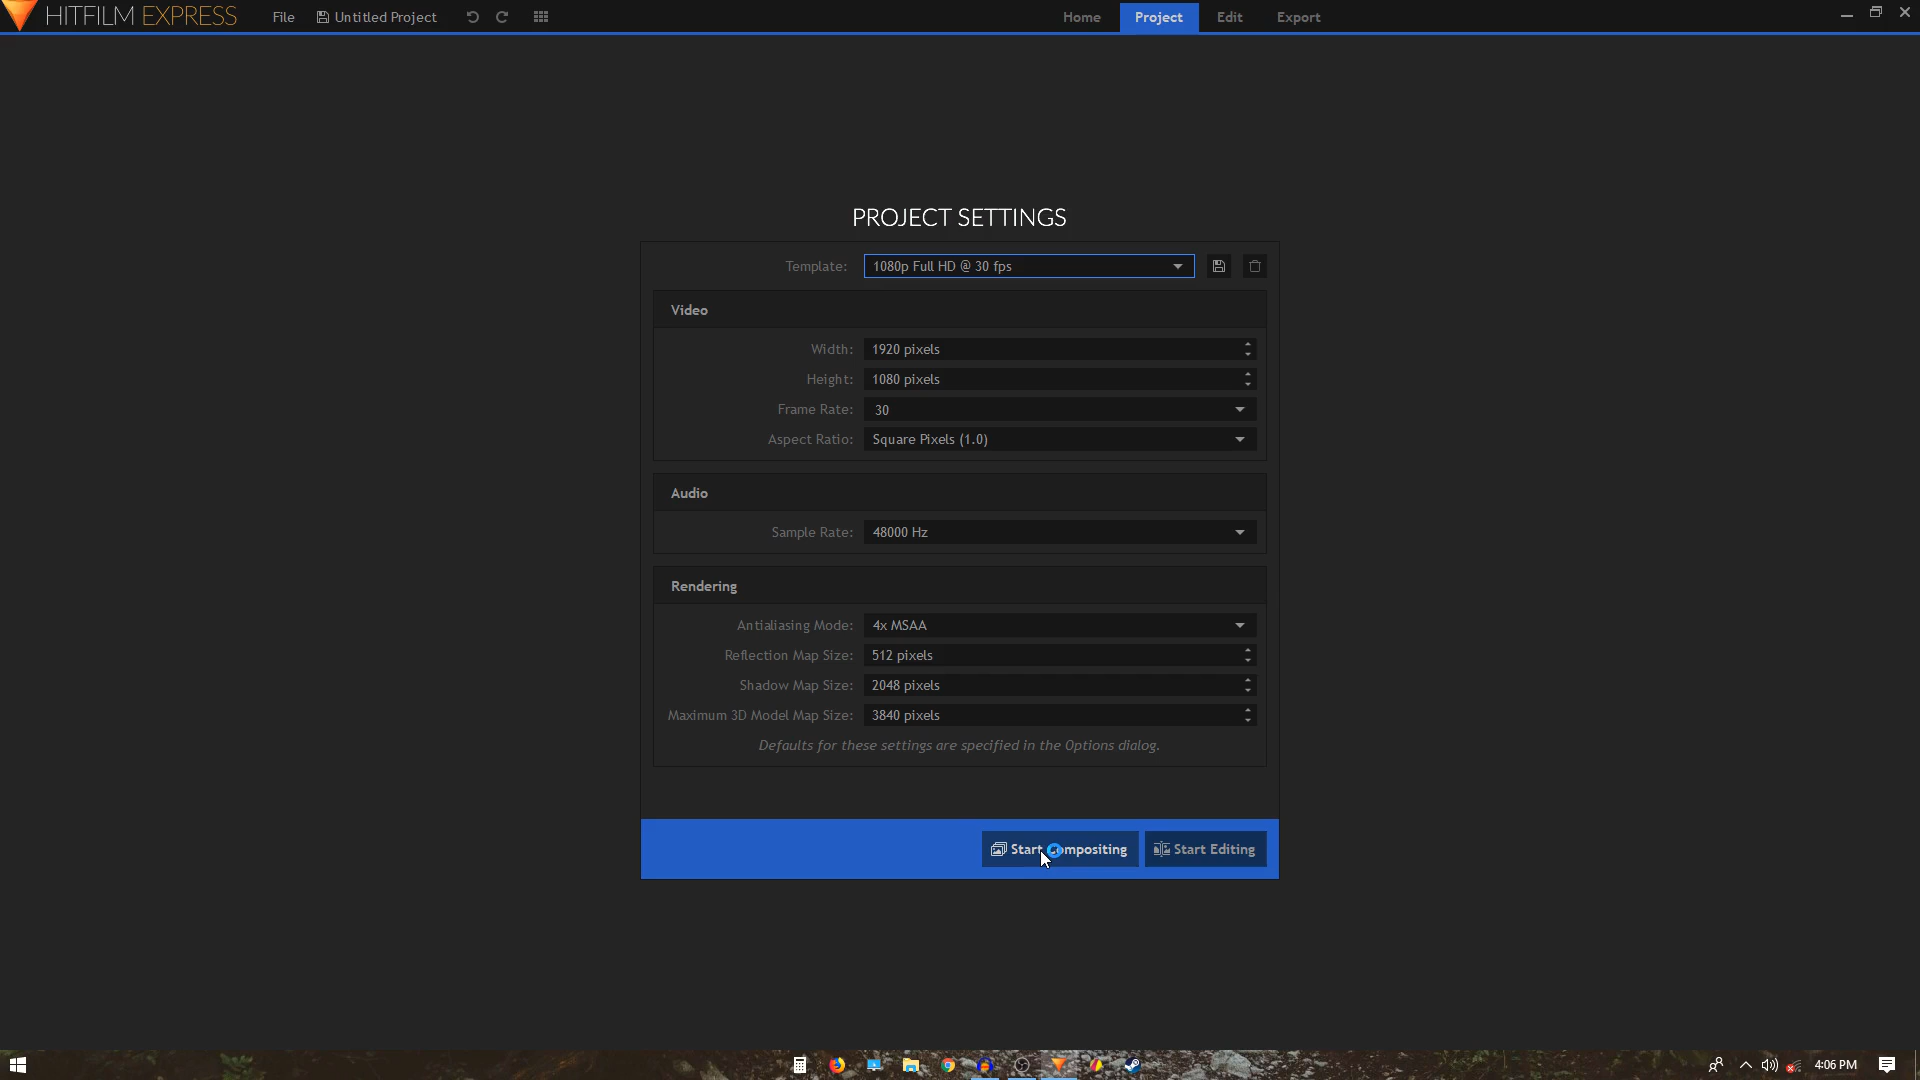 HITFILM EXPRESS
File
Untitled Project
Home
Project
Edit
Export
PROJECT SETTINGS
Template: 1080p Full HD @ 30 fps
Video
Width: 1920 pixels
Height: 1080 pixels
Frame Rate: 30
Aspect Ratio: Square Pixels (1.0)
Audio
Sample Rate: 48000 Hz
Rendering
Antialiasing Mode: 4x MSAA
Reflection Map Size: 512 pixels
Shadow Map Size: 2048 pixels
Maximum 3D Model Map Size: 3840 pixels
Defaults for these settings are specified in the Options dialog.
Start Compositing
Start Editing
4:06 PM